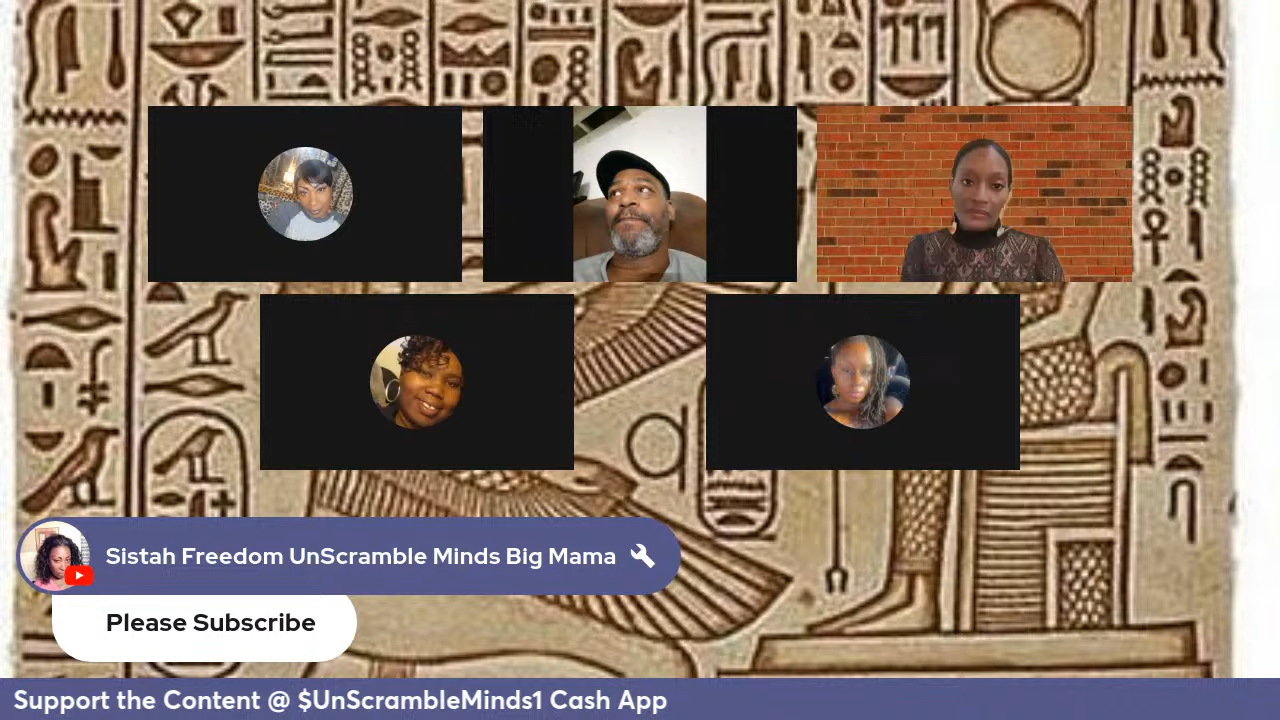 Sistah Freedom UnScramble Minds Big Mama
Please Subscribe
Support the Content @ $UnScrambleMinds1 Cash App